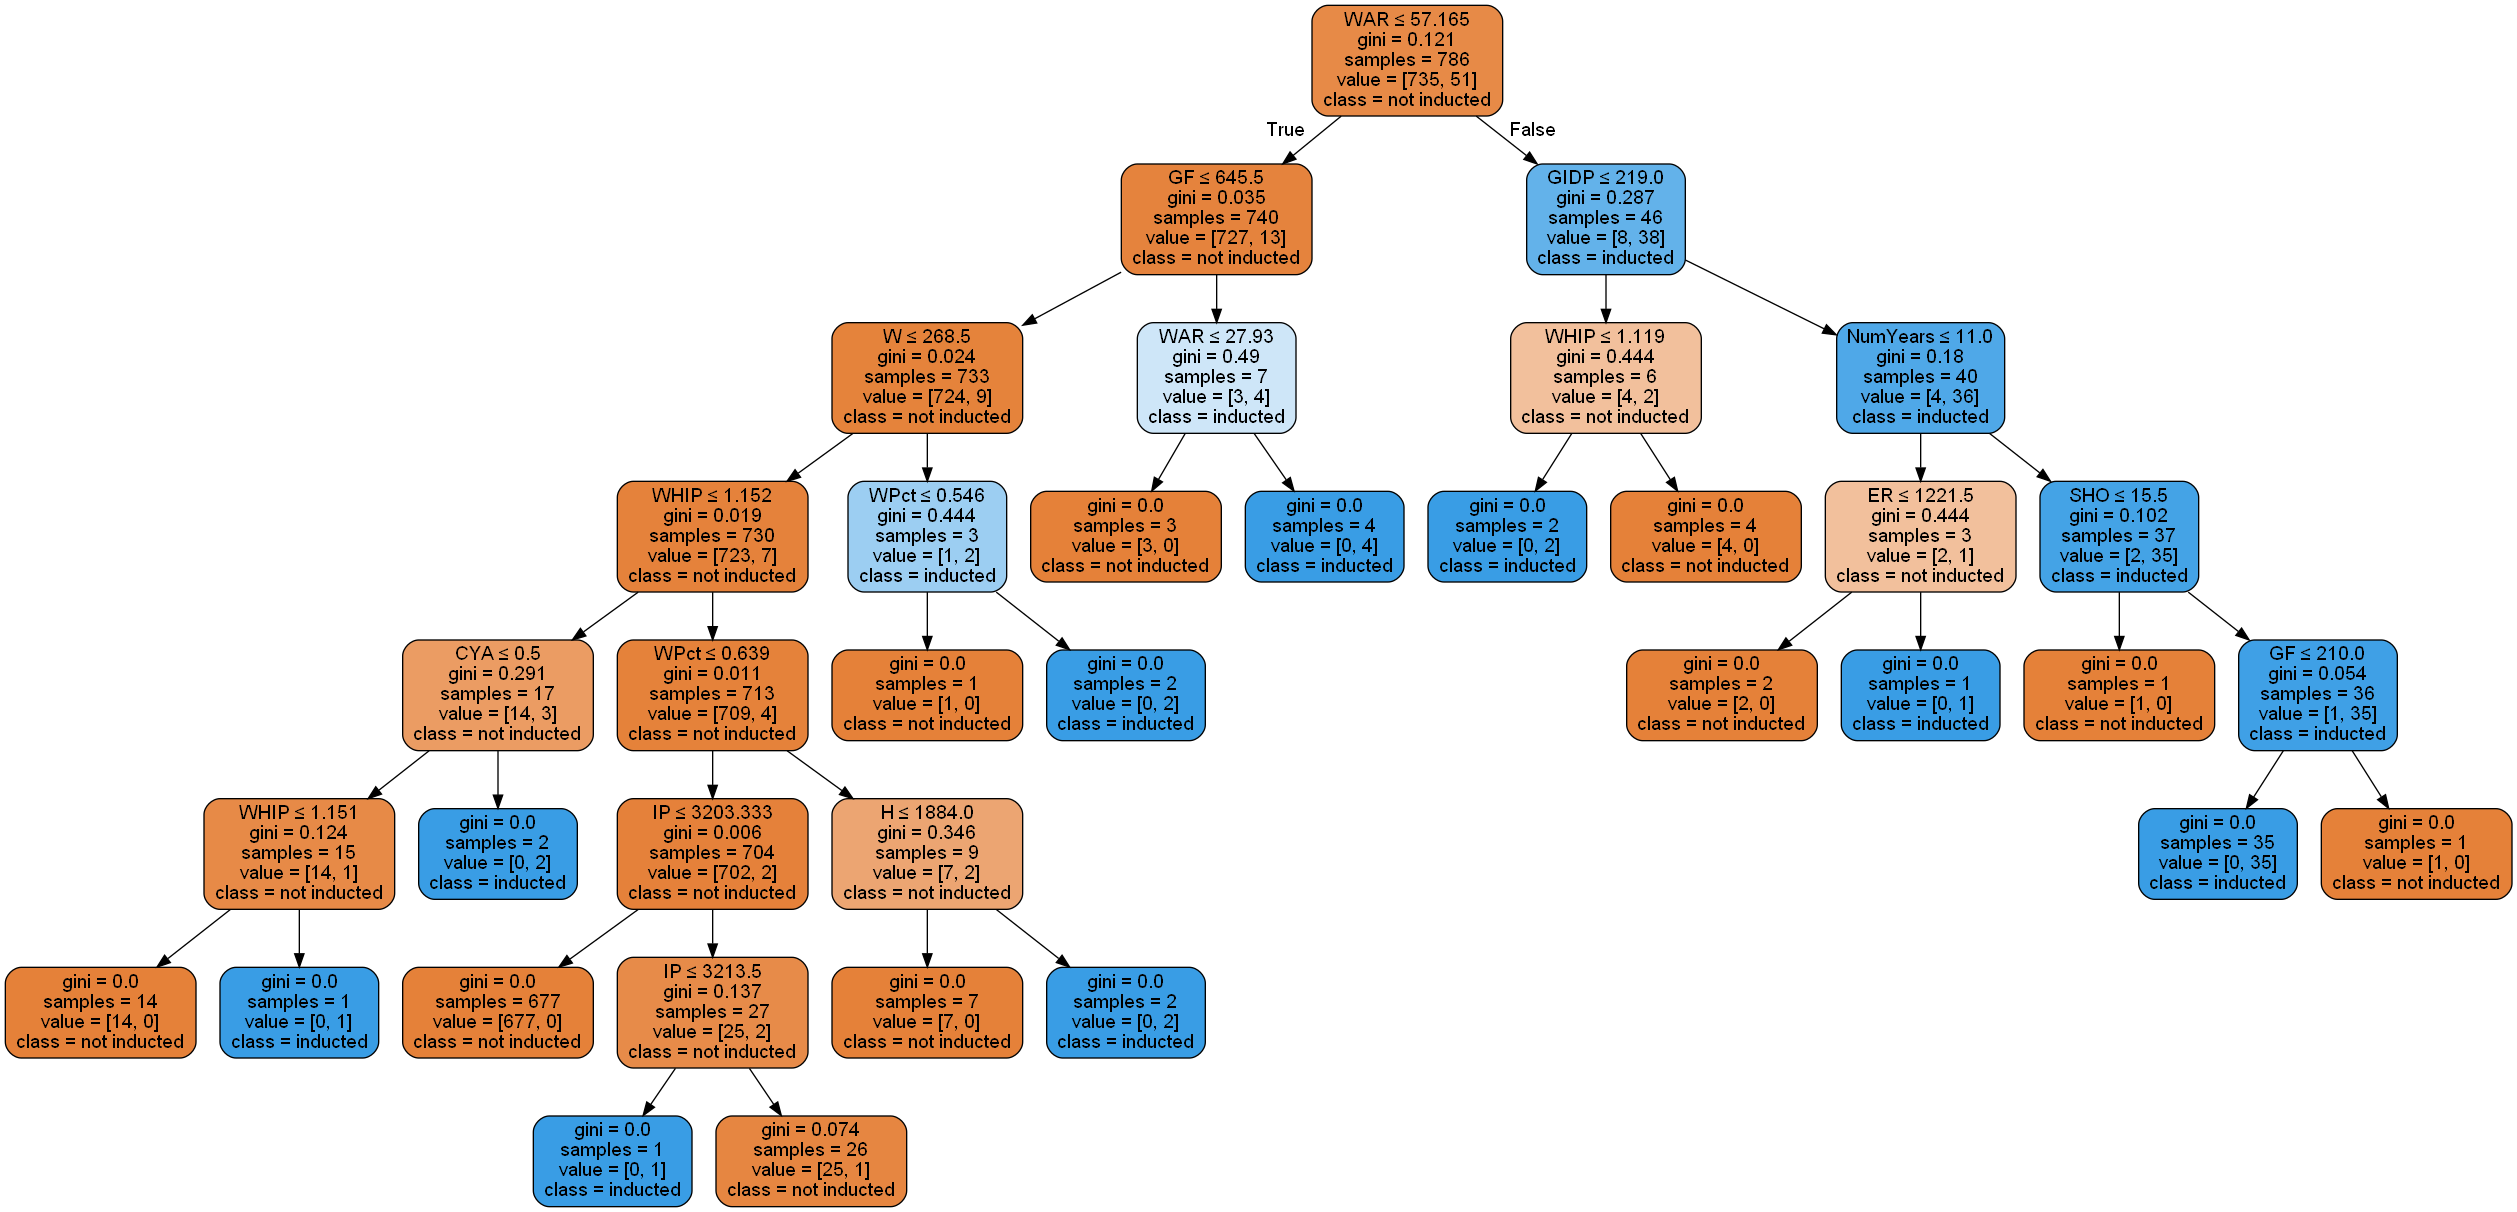 WAR ≤ 57.165
gini = 0.121
samples = 786
value = [735, 51]
class = not inducted
True
False
GF ≤ 645.5
gini = 0.035
samples = 740
value = [727, 13]
class = not inducted
GIDP ≤ 219.0
gini = 0.287
samples = 46
value = [8, 38]
class = inducted
W ≤ 268.5
gini = 0.024
samples = 733
value = [724, 9]
class = not inducted
WAR ≤ 27.93
gini = 0.49
samples = 7
value = [3, 4]
class = inducted
WHIP ≤ 1.119
gini = 0.444
samples = 6
value = [4, 2]
class = not inducted
NumYears ≤ 11.0
gini = 0.18
samples = 40
value = [4, 36]
class = inducted
WHIP ≤ 1.152
gini = 0.019
samples = 730
value = [723, 7]
class = not inducted
WPct ≤ 0.546
gini = 0.444
samples = 3
value = [1, 2]
class = inducted
gini = 0.0
samples = 3
value = [3, 0]
class = not inducted
gini = 0.0
samples = 4
value = [0, 4]
class = inducted
gini = 0.0
samples = 2
value = [0, 2]
class = inducted
gini = 0.0
samples = 4
value = [4, 0]
class = not inducted
ER ≤ 1221.5
gini = 0.444
samples = 3
value = [2, 1]
class = not inducted
SHO ≤ 15.5
gini = 0.102
samples = 37
value = [2, 35]
class = inducted
CYA ≤ 0.5
gini = 0.291
samples = 17
value = [14, 3]
class = not inducted
WPct ≤ 0.639
gini = 0.011
samples = 713
value = [709, 4]
class = not inducted
gini = 0.0
samples = 1
value = [1, 0]
class = not inducted
gini = 0.0
samples = 2
value = [0, 2]
class = inducted
gini = 0.0
samples = 2
value = [2, 0]
class = not inducted
gini = 0.0
samples = 1
value = [0, 1]
class = inducted
gini = 0.0
samples = 1
value = [1, 0]
class = not inducted
GF ≤ 210.0
gini = 0.054
samples = 36
value = [1, 35]
class = inducted
WHIP ≤ 1.151
gini = 0.124
samples = 15
value = [14, 1]
class = not inducted
gini = 0.0
samples = 2
value = [0, 2]
class = inducted
IP ≤ 3203.333
gini = 0.006
samples = 704
value = [702, 2]
class = not inducted
H ≤ 1884.0
gini = 0.346
samples = 9
value = [7, 2]
class = not inducted
gini = 0.0
samples = 35
value = [0, 35]
class = inducted
gini = 0.0
samples = 1
value = [1, 0]
class = not inducted
gini = 0.0
samples = 14
value = [14, 0]
class = not inducted
gini = 0.0
samples = 1
value = [0, 1]
class = inducted
gini = 0.0
samples = 677
value = [677, 0]
class = not inducted
IP ≤ 3213.5
gini = 0.137
samples = 27
value = [25, 2]
class = not inducted
gini = 0.0
samples = 7
value = [7, 0]
class = not inducted
gini = 0.0
samples = 2
value = [0, 2]
class = inducted
gini = 0.0
samples = 1
value = [0, 1]
class = inducted
gini = 0.074
samples = 26
value = [25, 1]
class = not inducted